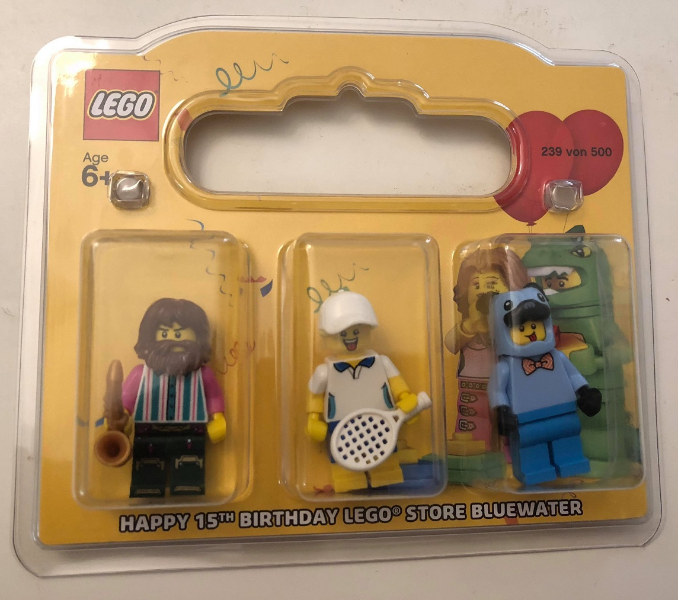 LEGO
Age
6+
239 von 500
HAPPY 15TH BIRTHDAY LEGO® STORE BLUEWATER